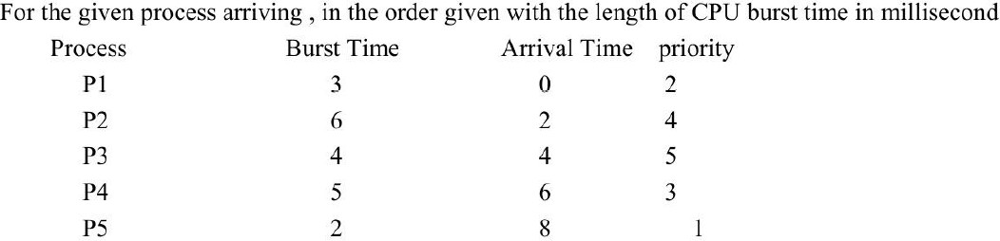 For the given process arriving , in the order given with the length of CPU burst time in millisecond
Process Burst Time Arrival Time priority
P1 3 0 2
P2 6 2 4
P3 4 4 5
P4 5 6 3
P5 2 8 1